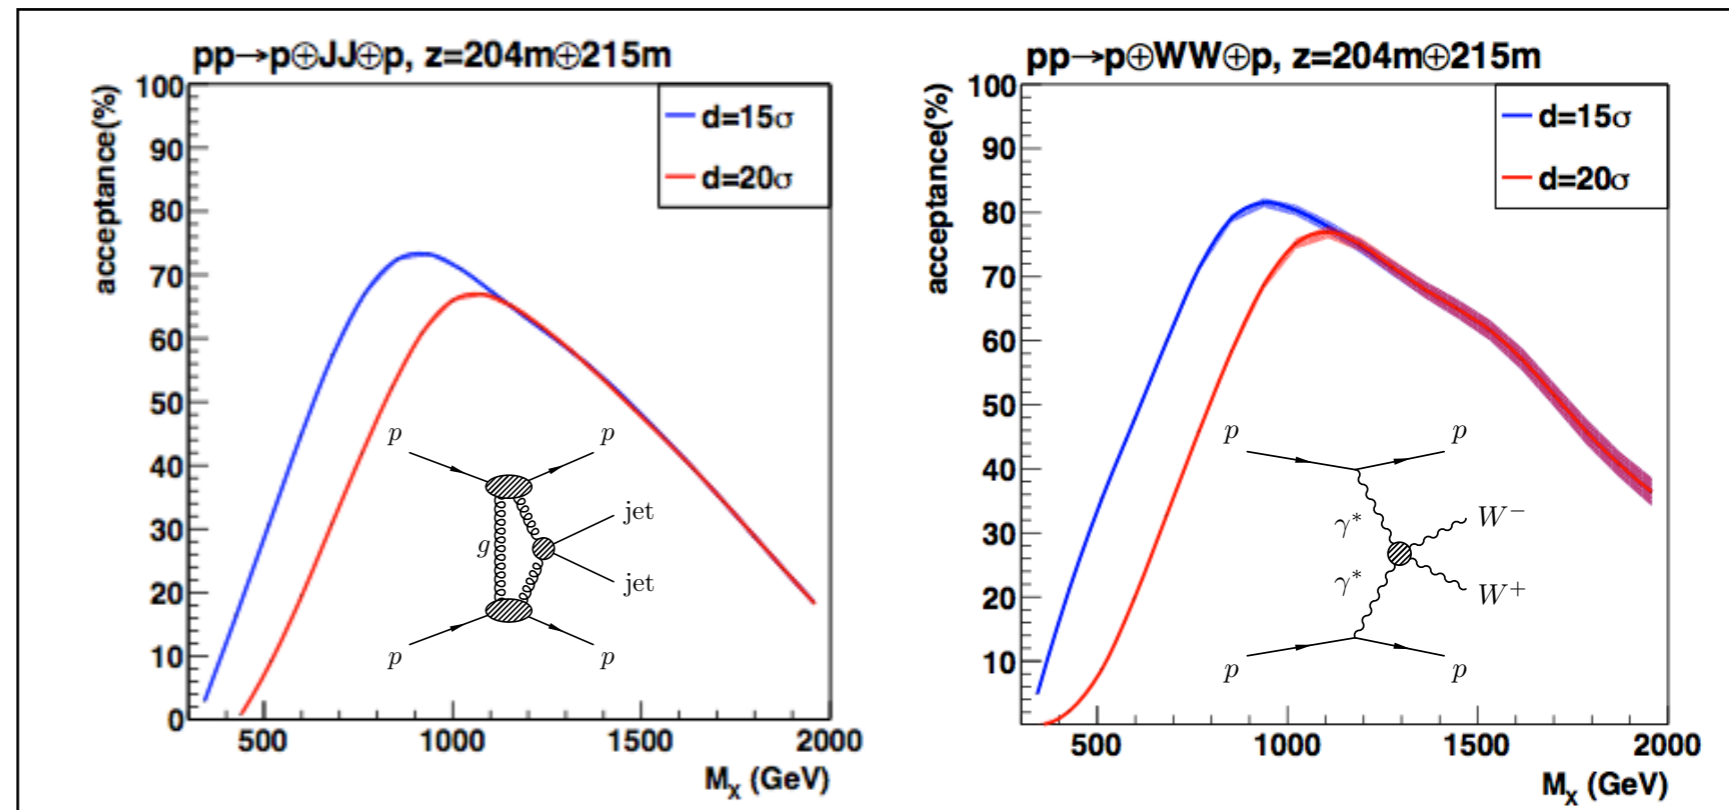 pp→p⊕JJ⊕p, z=204m⊕215m
acceptance(%)
100
90
80
70
60
50
40
30
20
10
0
d=15σ
d=20σ
p
p
jet
g
jet
p
p
500
1000
1500
2000
M_X (GeV)
pp→p⊕WW⊕p, z=204m⊕215m
acceptance(%)
100
90
80
70
60
50
40
30
20
10
d=15σ
d=20σ
p
p
γ*
W−
γ*
W+
p
p
500
1000
1500
2000
M_X (GeV)